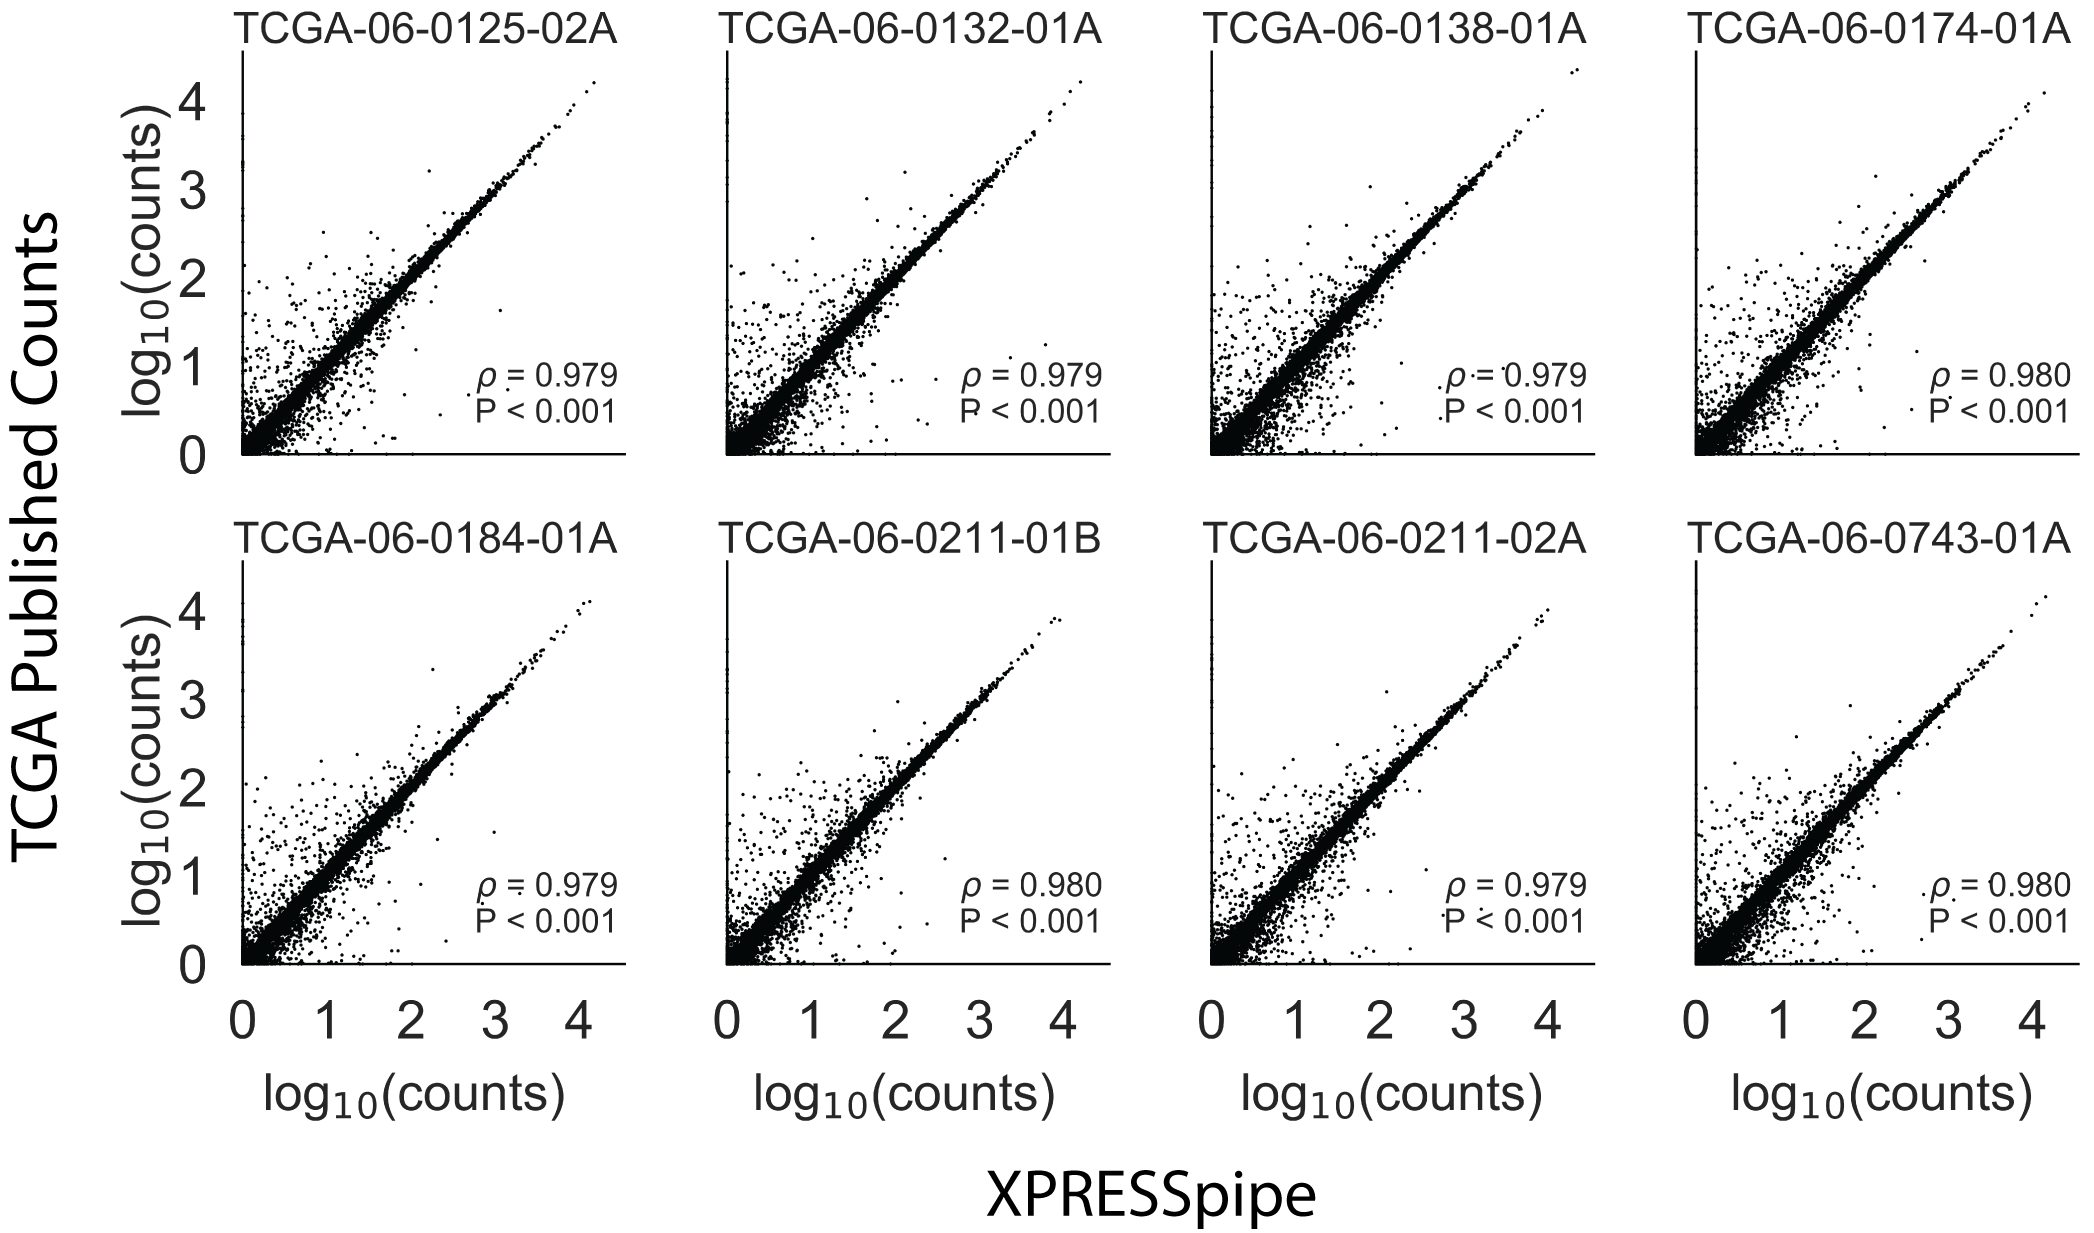 TCGA Published Counts
TCGA-06-0125-02A
TCGA-06-0132-01A
TCGA-06-0138-01A
TCGA-06-0174-01A
log10(counts)
4
3
2
1
0
ρ = 0.979
P < 0.001
ρ = 0.979
P < 0.001
ρ = 0.979
P < 0.001
ρ = 0.980
P < 0.001
TCGA-06-0184-01A
TCGA-06-0211-01B
TCGA-06-0211-02A
TCGA-06-0743-01A
log10(counts)
4
3
2
1
0
ρ = 0.979
P < 0.001
ρ = 0.980
P < 0.001
ρ = 0.979
P < 0.001
ρ = 0.980
P < 0.001
0 1 2 3 4
0 1 2 3 4
0 1 2 3 4
0 1 2 3 4
log10(counts)
log10(counts)
log10(counts)
log10(counts)
XPRESSpipe